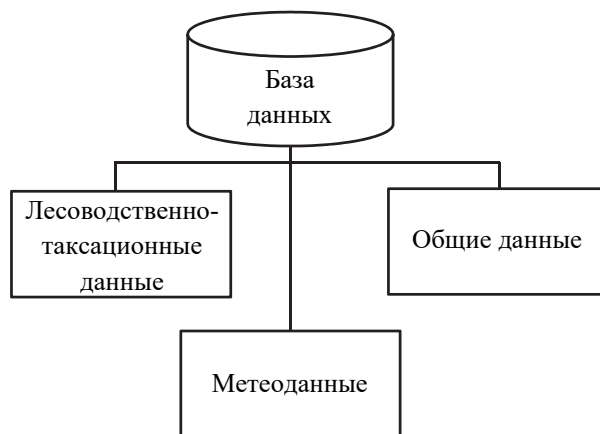 База
данных
Лесоводственно-
таксационные
данные
Общие данные
Метеоданные